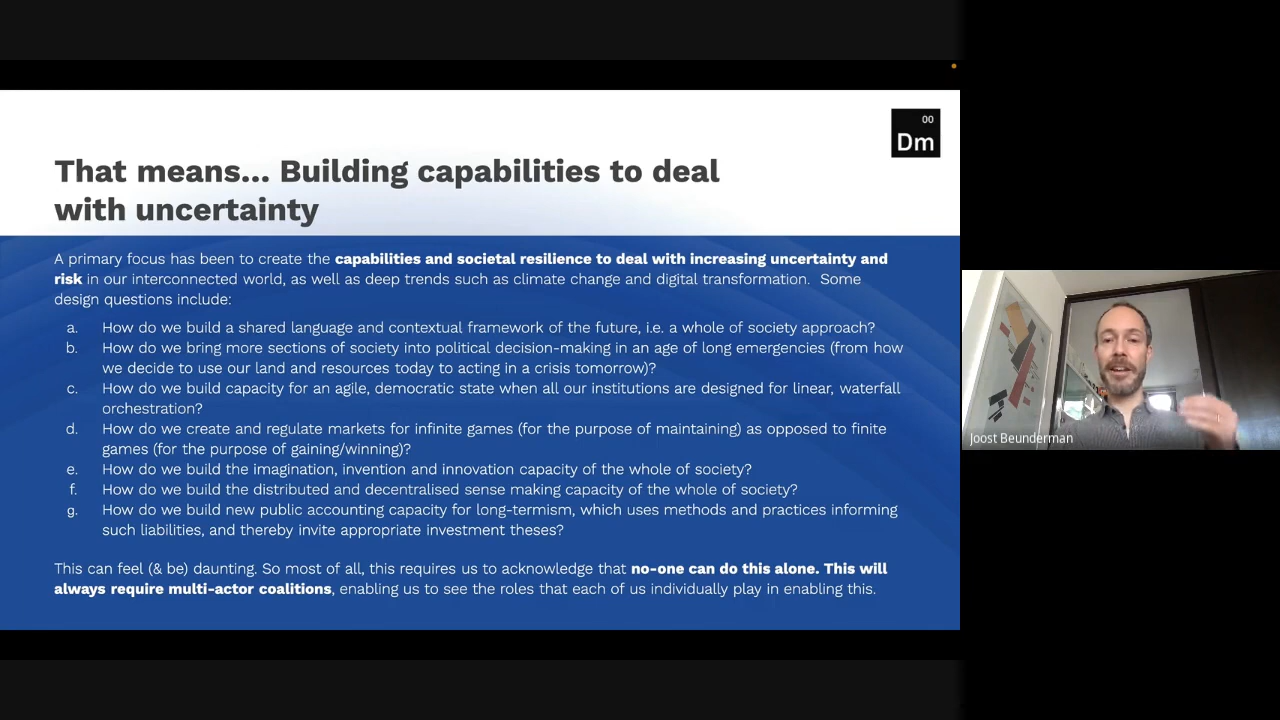 00
Dm
That means... Building capabilities to deal
with uncertainty
A primary focus has been to create the capabilities and societal resilience to deal with increasing uncertainty and
risk in our interconnected world, as well as deep trends such as climate change and digital transformation. Some
design questions include:
a. How do we build a shared language and contextual framework of the future, i.e. a whole of society approach?
b. How do we bring more sections of society into political decision-making in an age of long emergencies (from how
we decide to use our land and resources today to acting in a crisis tomorrow)?
c. How do we build capacity for an agile, democratic state when all our institutions are designed for linear, waterfall
orchestration?
d. How do we create and regulate markets for infinite games (for the purpose of maintaining) as opposed to finite
games (for the purpose of gaining/winning)?
e. How do we build the imagination, invention and innovation capacity of the whole of society?
f. How do we build the distributed and decentralised sense making capacity of the whole of society?
g. How do we build new public accounting capacity for long-termism, which uses methods and practices informing
such liabilities, and thereby invite appropriate investment theses?
This can feel (& be) daunting. So most of all, this requires us to acknowledge that no-one can do this alone. This will
always require multi-actor coalitions, enabling us to see the roles that each of us individually play in enabling this.
Joost Beunderman